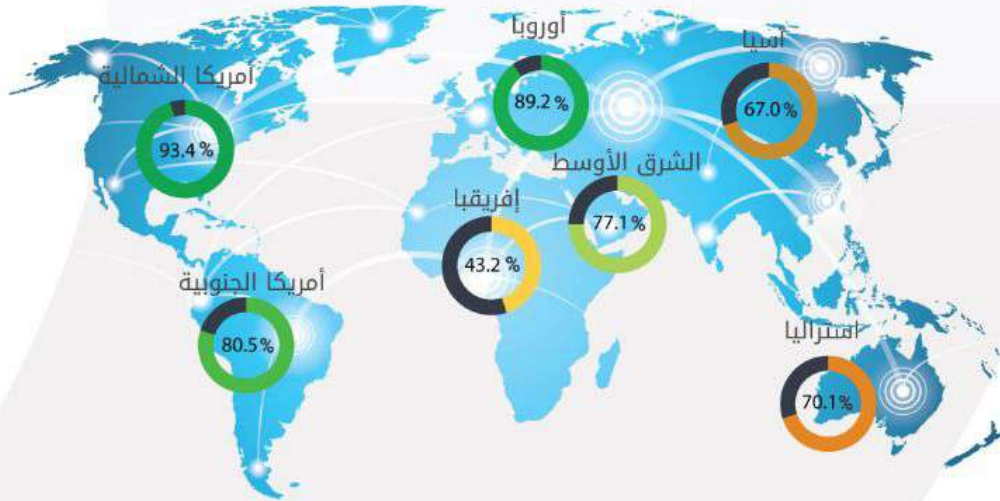 أوروبا
89.2 %
آسيا
67.0 %
امريكا الشمالية
93.4 %
الشرق الأوسط
77.1%
إفريقيا
43.2 %
أمريكا الجنوبية
80.5%
استراليا
70.1%